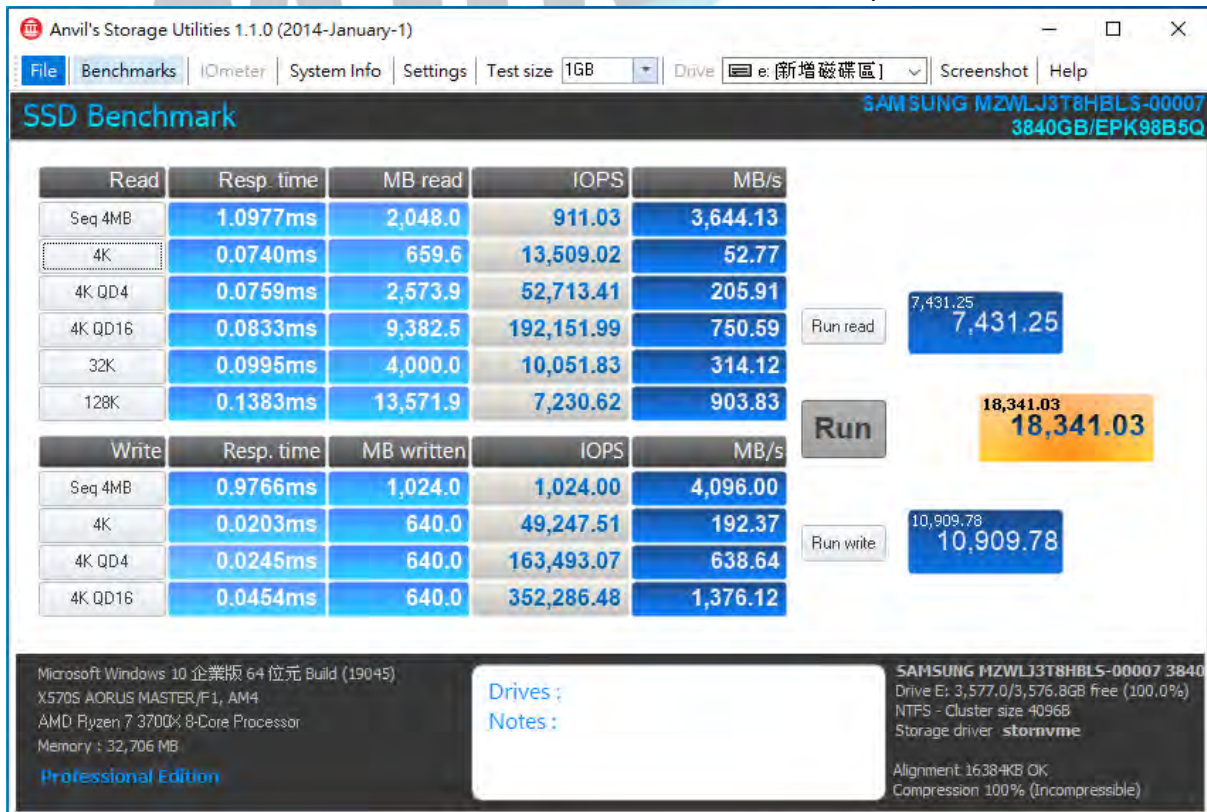 Anvil's Storage Utilities 1.1.0 (2014-January-1)
File Benchmarks IOmeter System Info Settings Test size 1GB Drive e: [新增磁碟區] Screenshot Help
SSD Benchmark
SAMSUNG MZWLJ3T8HBLS-00007
3840GB/EPK98B5Q
Read Resp. time MB read IOPS MB/s
Seq 4MB 1.0977ms 2,048.0 911.03 3,644.13
4K 0.0740ms 659.6 13,509.02 52.77
4K QD4 0.0759ms 2,573.9 52,713.41 205.91
4K QD16 0.0833ms 9,382.5 192,151.99 750.59
32K 0.0995ms 4,000.0 10,051.83 314.12
128K 0.1383ms 13,571.9 7,230.62 903.83
Run read
7,431.25
7,431.25
Run
18,341.03
18,341.03
Write Resp. time MB written IOPS MB/s
Seq 4MB 0.9766ms 1,024.0 1,024.00 4,096.00
4K 0.0203ms 640.0 49,247.51 192.37
4K QD4 0.0245ms 640.0 163,493.07 638.64
4K QD16 0.0454ms 640.0 352,286.48 1,376.12
Run write
10,909.78
10,909.78
Microsoft Windows 10 企業版 64 位元 Build (19045)
X570S AORUS MASTER/F1, AM4
AMD Ryzen 7 3700X 8-Core Processor
Memory : 32,706 MB
Professional Edition
Drives :
Notes :
SAMSUNG MZWLJ3T8HBLS-00007 3840
Drive E: 3,577.0/3,576.8GB free (100.0%)
NTFS - Cluster size 4096B
Storage driver stornvme
Alignment 16384KB OK
Compression 100% (Incompressible)